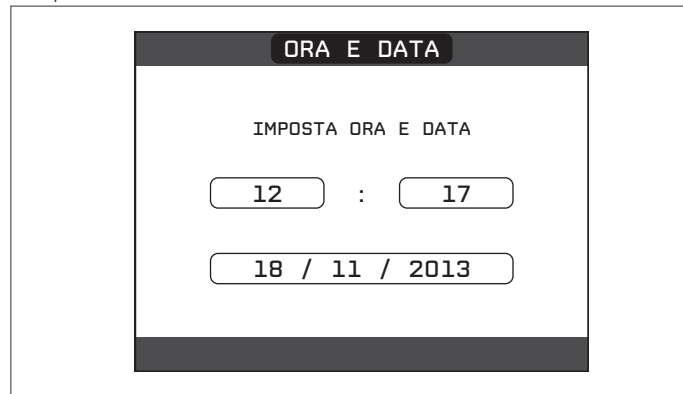 ORA E DATA
IMPOSTA ORA E DATA
12 : 17
18 / 11 / 2013